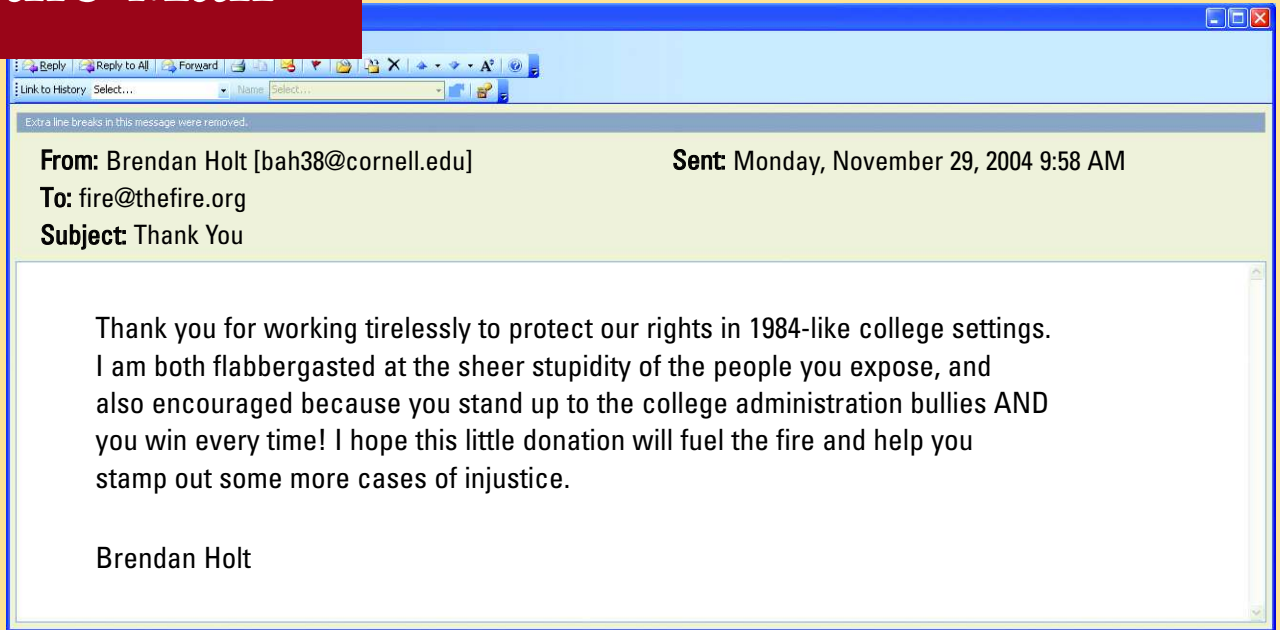 Reply Reply to All Forward
Link to History Select... Name Select...
Extra line breaks in this message were removed.
From: Brendan Holt [bah38@cornell.edu] Sent: Monday, November 29, 2004 9:58 AM
To: fire@thefire.org
Subject: Thank You
Thank you for working tirelessly to protect our rights in 1984-like college settings.
I am both flabbergasted at the sheer stupidity of the people you expose, and
also encouraged because you stand up to the college administration bullies AND
you win every time! I hope this little donation will fuel the fire and help you
stamp out some more cases of injustice.
Brendan Holt